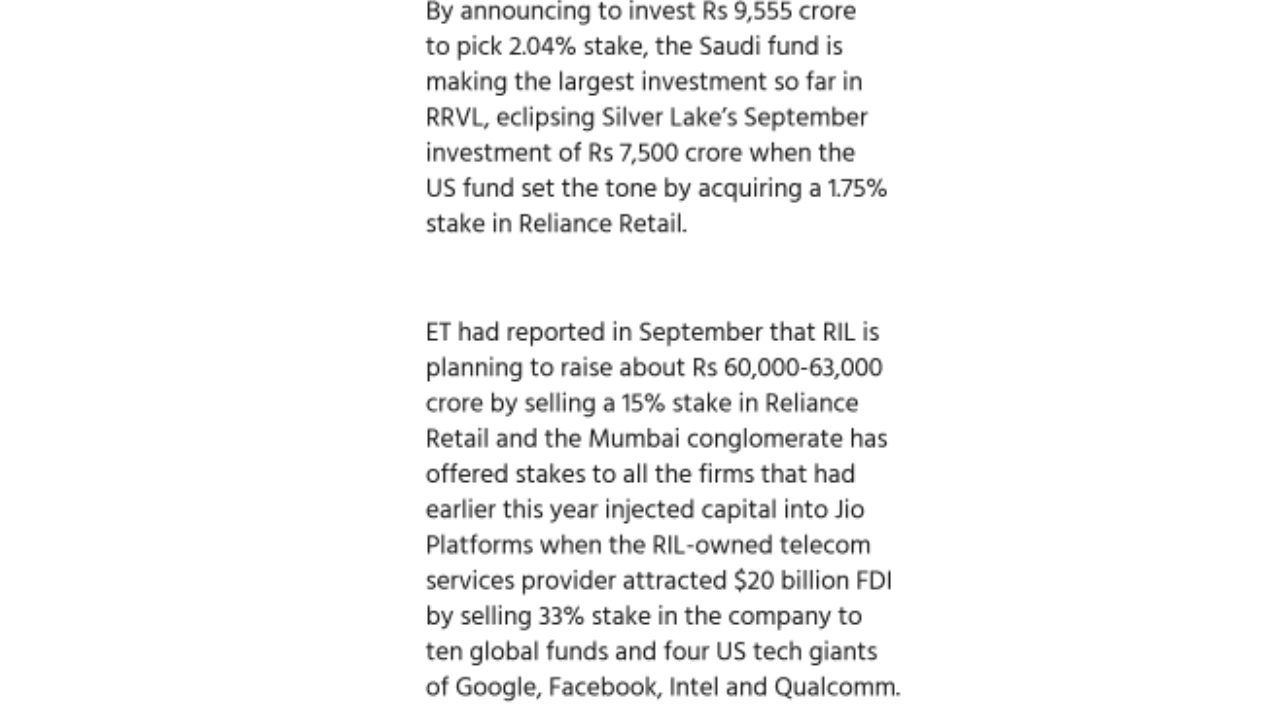 By announcing to invest Rs 9,555 crore
to pick 2.04% stake, the Saudi fund is
making the largest investment so far in
RRVL, eclipsing Silver Lake’s September
investment of Rs 7,500 crore when the
US fund set the tone by acquiring a 1.75%
stake in Reliance Retail.
ET had reported in September that RIL is
planning to raise about Rs 60,000-63,000
crore by selling a 15% stake in Reliance
Retail and the Mumbai conglomerate has
offered stakes to all the firms that had
earlier this year injected capital into Jio
Platforms when the RIL-owned telecom
services provider attracted $20 billion FDI
by selling 33% stake in the company to
ten global funds and four US tech giants
of Google, Facebook, Intel and Qualcomm.